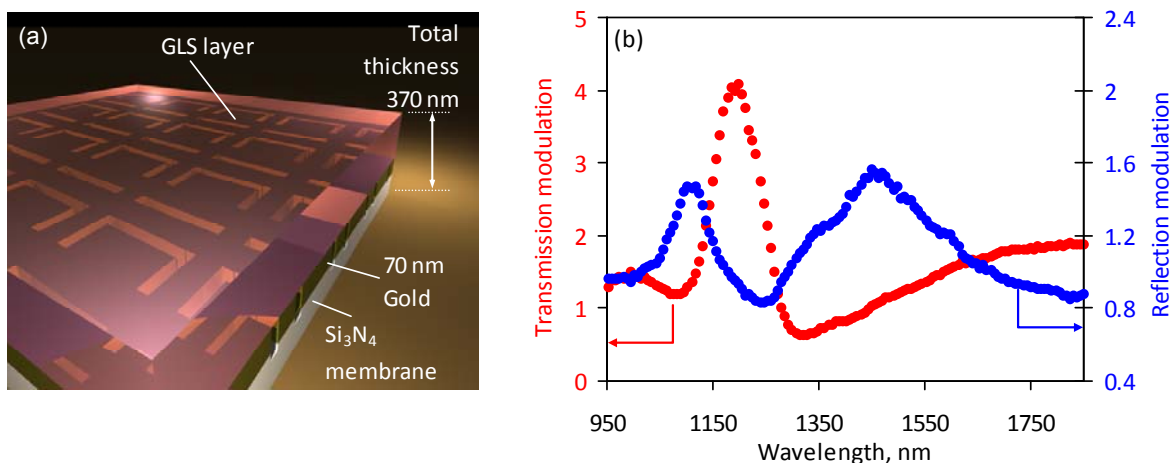 (a)
GLS layer
Total
thickness
370 nm
70 nm
Gold
Si₃N₄
membrane
(b)
Transmission modulation
5
4
3
2
1
0
Reflection modulation
2.4
2
1.6
1.2
0.8
0.4
950 1150 1350 1550 1750
Wavelength, nm